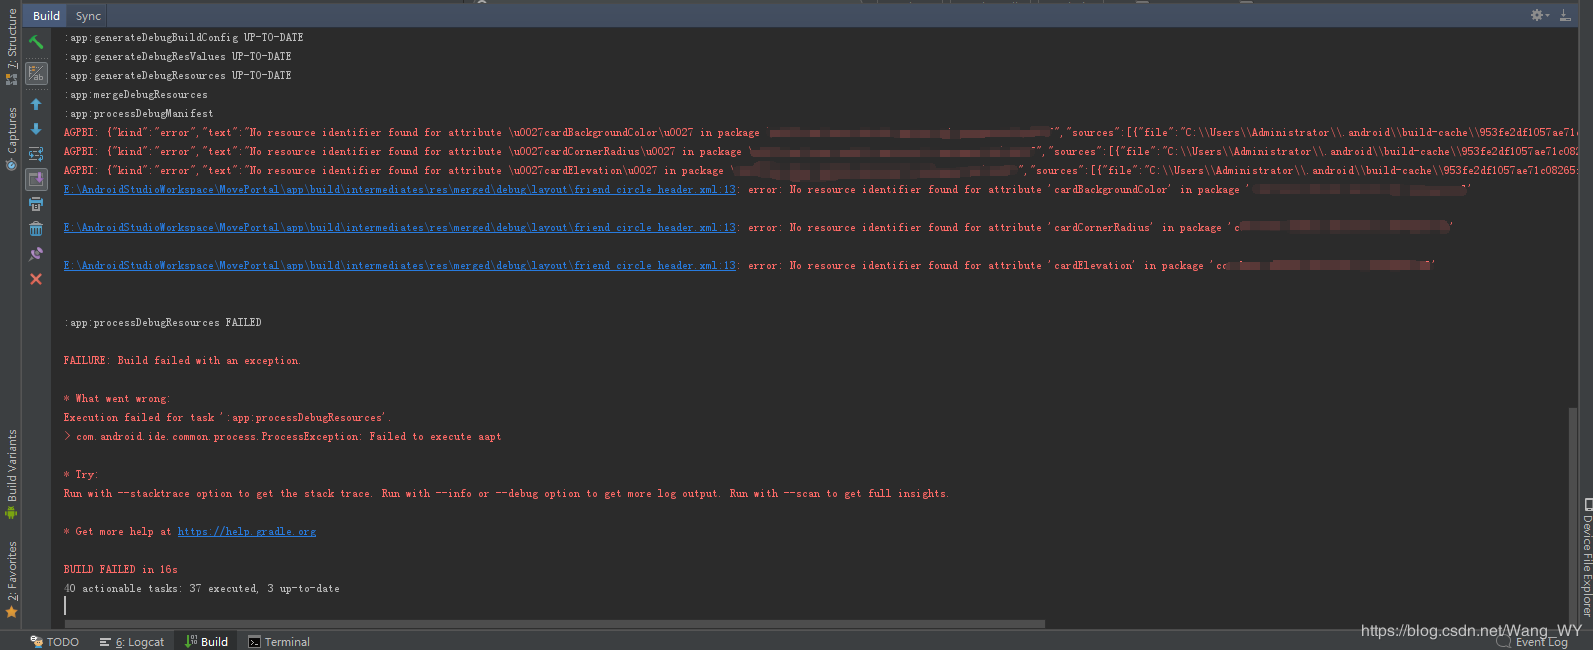 Build Sync
7: Structure
Captures
Build Variants
2: Favorites
:app:generateDebugBuildConfig UP-TO-DATE
:app:generateDebugResValues UP-TO-DATE
:app:generateDebugResources UP-TO-DATE
:app:mergeDebugResources
:app:processDebugManifest
AGPBI: {"kind":"error","text":"No resource identifier found for attribute \u0027cardBackgroundColor\u0027 in package ","sources":[{"file":"C:\\Users\\Administrator\\.android\\build-cache\\953fe2df1057ae71c
AGPBI: {"kind":"error","text":"No resource identifier found for attribute \u0027cardCornerRadius\u0027 in package \ ","sources":[{"file":"C:\\Users\\Administrator\\.android\\build-cache\\953fe2df1057ae71c082
AGPBI: {"kind":"error","text":"No resource identifier found for attribute \u0027cardElevation\u0027 in package \ ","sources":[{"file":"C:\\Users\\Administrator\\.android\\build-cache\\953fe2df1057ae71c08265
E:\AndroidStudioWorkspace\MovePortal\app\build\intermediates\res\merged\debug\layout\friend_circle_header.xml:13: error: No resource identifier found for attribute 'cardBackgroundColor' in package ' '
E:\AndroidStudioWorkspace\MovePortal\app\build\intermediates\res\merged\debug\layout\friend_circle_header.xml:13: error: No resource identifier found for attribute 'cardCornerRadius' in package 'c '
E:\AndroidStudioWorkspace\MovePortal\app\build\intermediates\res\merged\debug\layout\friend_circle_header.xml:13: error: No resource identifier found for attribute 'cardElevation' in package 'co '
:app:processDebugResources FAILED
FAILURE: Build failed with an exception.
* What went wrong:
Execution failed for task ':app:processDebugResources'.
> com.android.ide.common.process.ProcessException: Failed to execute aapt
* Try:
Run with --stacktrace option to get the stack trace. Run with --info or --debug option to get more log output. Run with --scan to get full insights.
* Get more help at https://help.gradle.org
BUILD FAILED in 16s
40 actionable tasks: 37 executed, 3 up-to-date
Device File Explorer
TODO 6: Logcat Build Terminal
Event Log
https://blog.csdn.net/Wang_WY